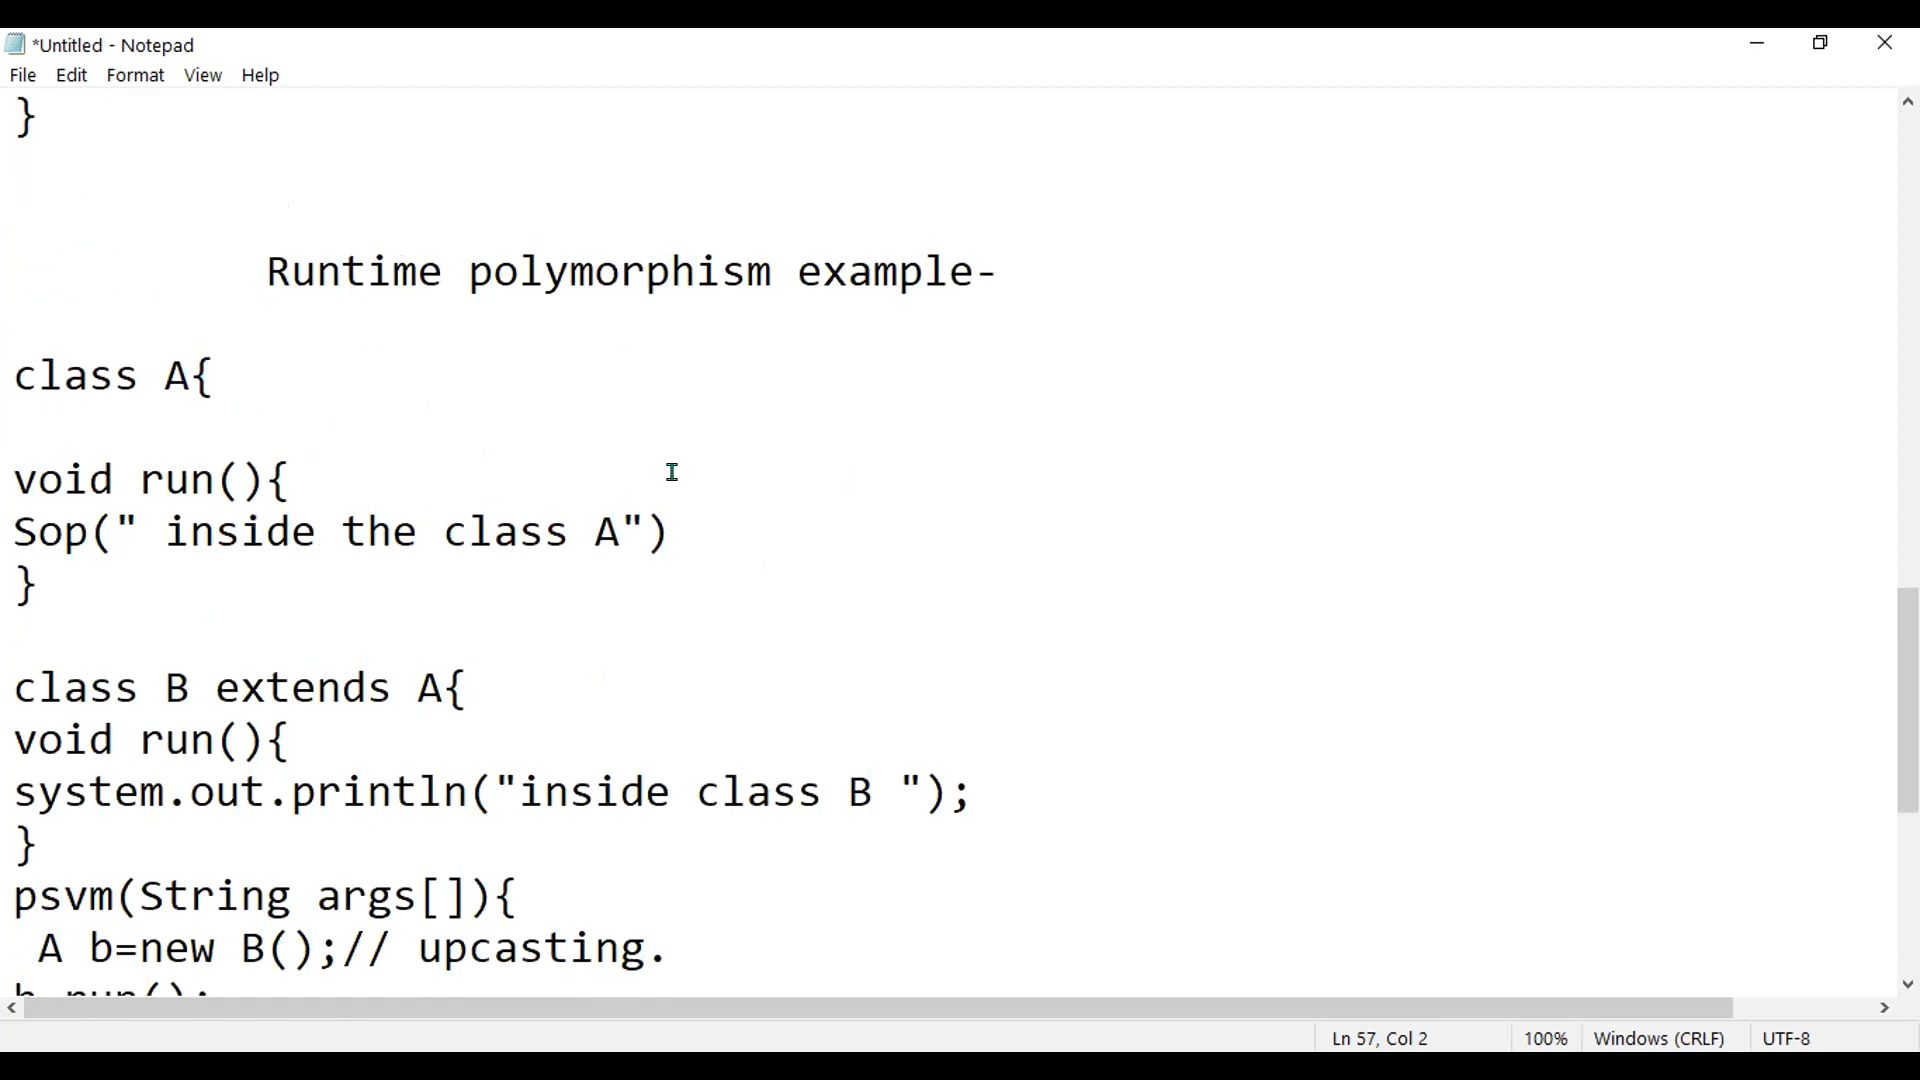 *Untitled - Notepad
File Edit Format View Help
}
Runtime polymorphism example-
class A{
void run(){
Sop(" inside the class A")
}
class B extends A{
void run(){
system.out.println("inside class B ");
}
psvm(String args[]){
A b=new B();// upcasting.
b.run();
Ln 57, Col 2 100% Windows (CRLF) UTF-8